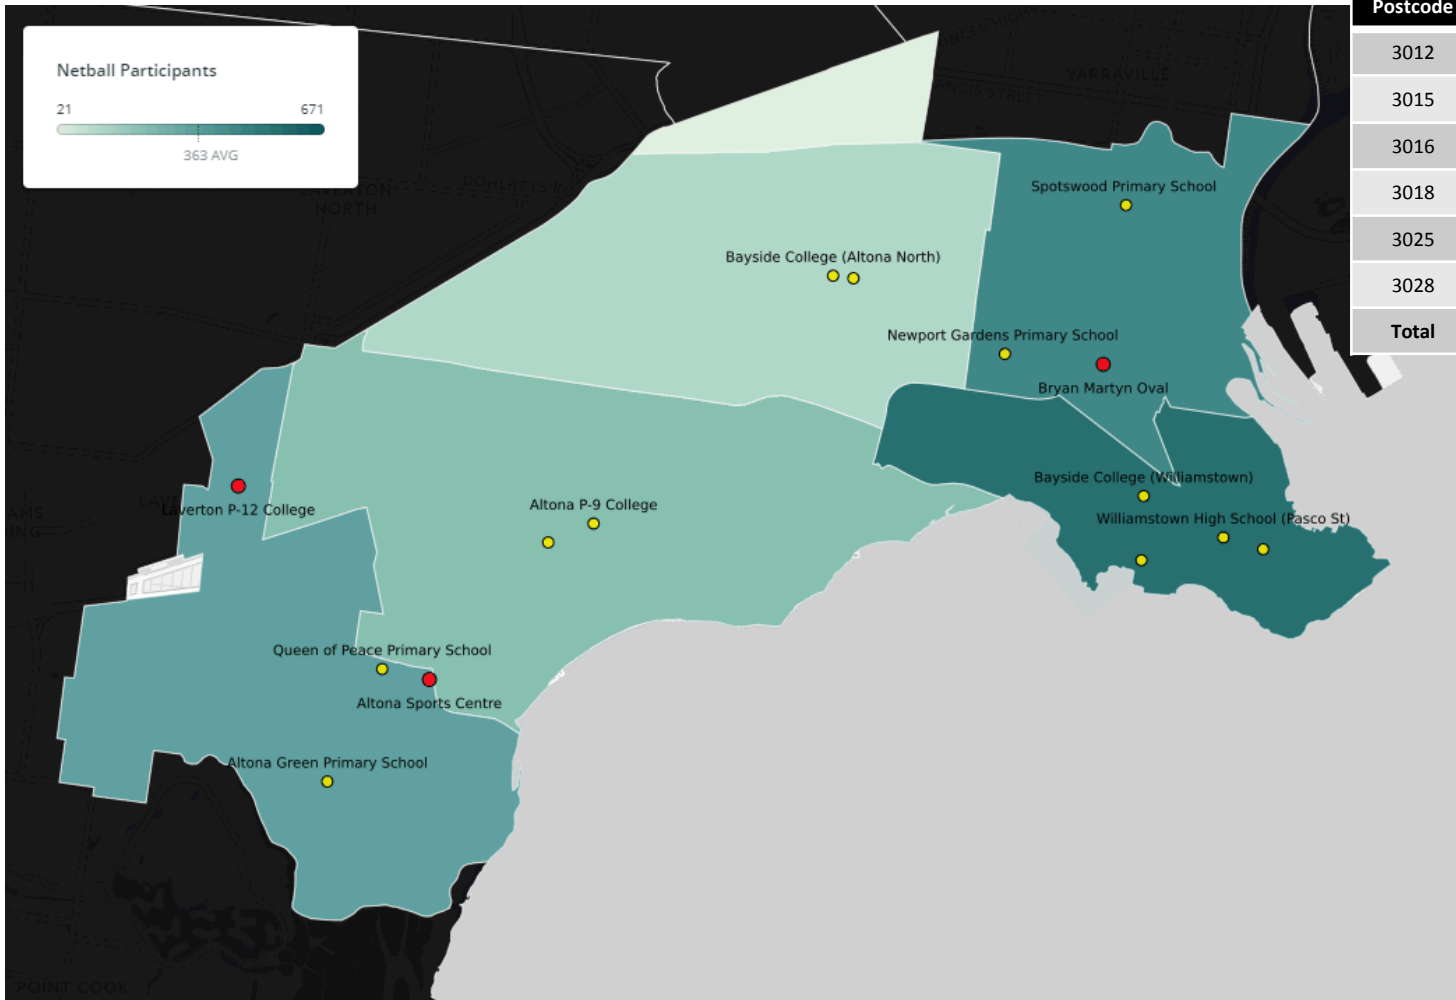 Netball Participants
21 671
363 AVG
Postcode
3012
3015
3016
3018
3025
3028
Total
YARRAVILLE
LAVERTON
NORTH
Spotswood Primary School
Bayside College (Altona North)
Newport Gardens Primary School
Bryan Martyn Oval
Bayside College (Williamstown)
Williamstown High School (Pasco St)
Laverton P-12 College
Altona P-9 College
Queen of Peace Primary School
Altona Sports Centre
Altona Green Primary School
POINT COOK